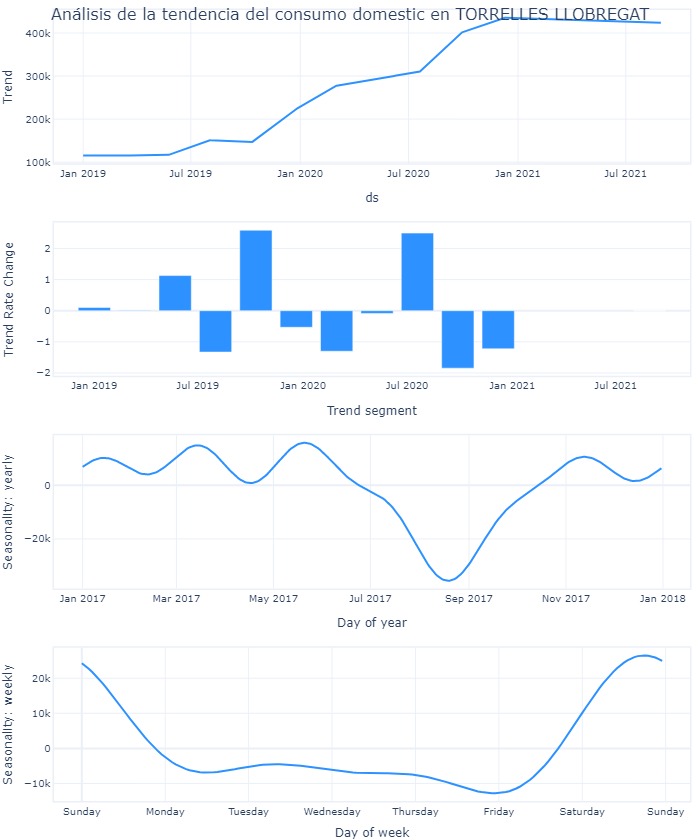 Análisis de la tendencia del consumo domestic en TORRELLES LLOBREGAT
400k
300k
200k
100k
Trend
Jan 2019 Jul 2019 Jan 2020 Jul 2020 Jan 2021 Jul 2021
ds
2
1
0
−1
−2
Trend Rate Change
Jan 2019 Jul 2019 Jan 2020 Jul 2020 Jan 2021 Jul 2021
Trend segment
0
−20k
Seasonality: yearly
Jan 2017 Mar 2017 May 2017 Jul 2017 Sep 2017 Nov 2017 Jan 2018
Day of year
20k
10k
0
−10k
Seasonality: weekly
Sunday Monday Tuesday Wednesday Thursday Friday Saturday Sunday
Day of week